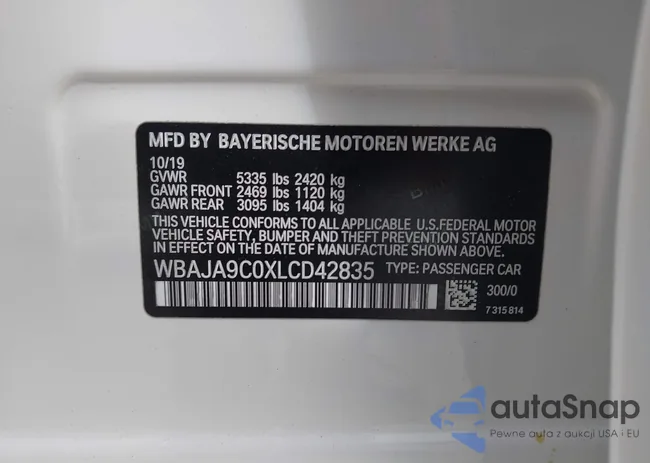 MFD BY BAYERISCHE MOTOREN WERKE AG
10/19
GVWR 5335 lbs 2420 kg
GAWR FRONT 2469 lbs 1120 kg
GAWR REAR 3095 lbs 1404 kg
THIS VEHICLE CONFORMS TO ALL APPLICABLE U.S.FEDERAL MOTOR
VEHICLE SAFETY, BUMPER AND THEFT PREVENTION STANDARDS
IN EFFECT ON THE DATE OF MANUFACTURE SHOWN ABOVE.
WBAJA9C0XLCD42835 TYPE: PASSENGER CAR
300/0
7 315 814
autaSnap
Pewne auta z aukcji USA i EU